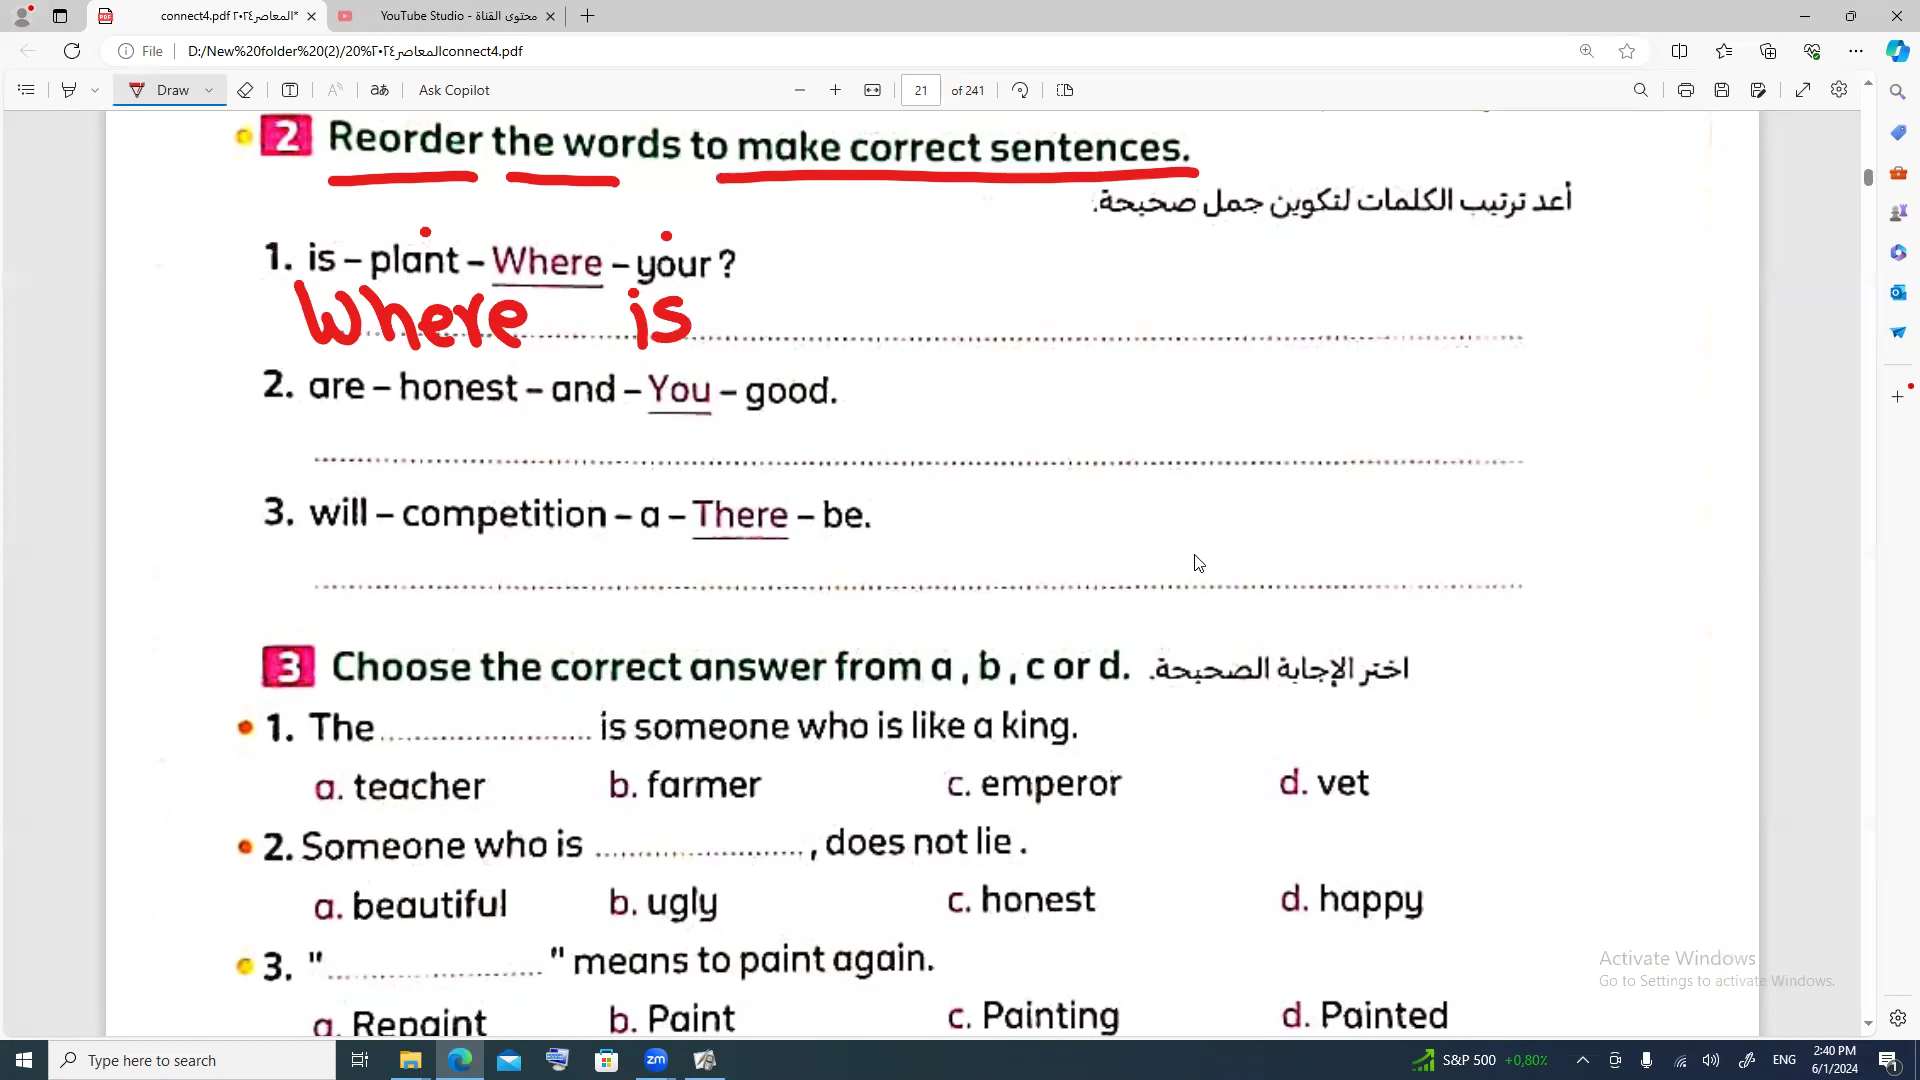 connect4.pdf المعاصر٢٠٢٤*
YouTube Studio - محتوى القناة
File
D:/New%20folder%20(2)/20%المعاصر٢٠٢٤connect4.pdf
Draw
Ask Copilot
21 of 241
2 Reorder the words to make correct sentences.
أعد ترتيب الكلمات لتكوين جمل صحيحة.
1. is – plant – Where – your ?
Where is
2. are – honest – and – You – good.
3. will – competition – a – There – be.
3 Choose the correct answer from a , b , c or d. اختر الإجابة الصحيحة.
1. The ........................ is someone who is like a king.
a. teacher b. farmer c. emperor d. vet
2. Someone who is ........................ , does not lie .
a. beautiful b. ugly c. honest d. happy
3. "........................" means to paint again.
a. Repaint b. Paint c. Painting d. Painted
Activate Windows
Go to Settings to activate Windows.
Type here to search
zm
S&P 500 +0,80%
ENG
2:40 PM
6/1/2024
1